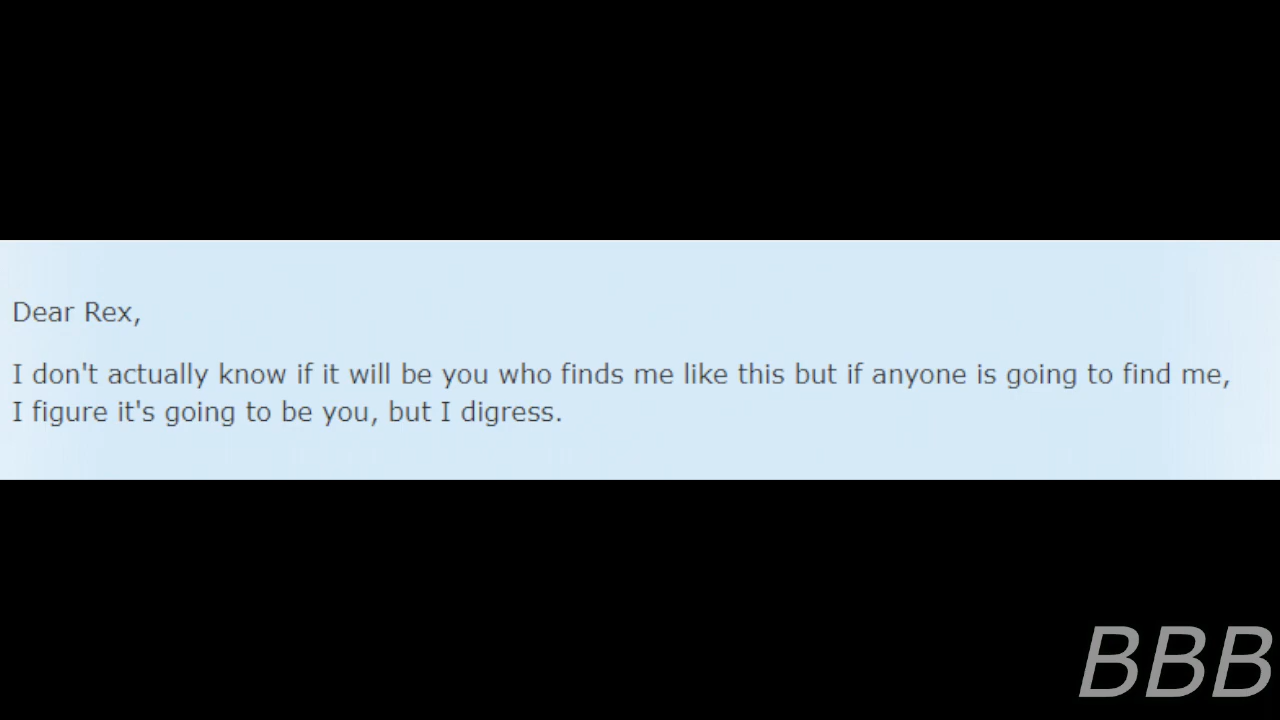 Dear Rex,
I don't actually know if it will be you who finds me like this but if anyone is going to find me,
I figure it's going to be you, but I digress.
BBB